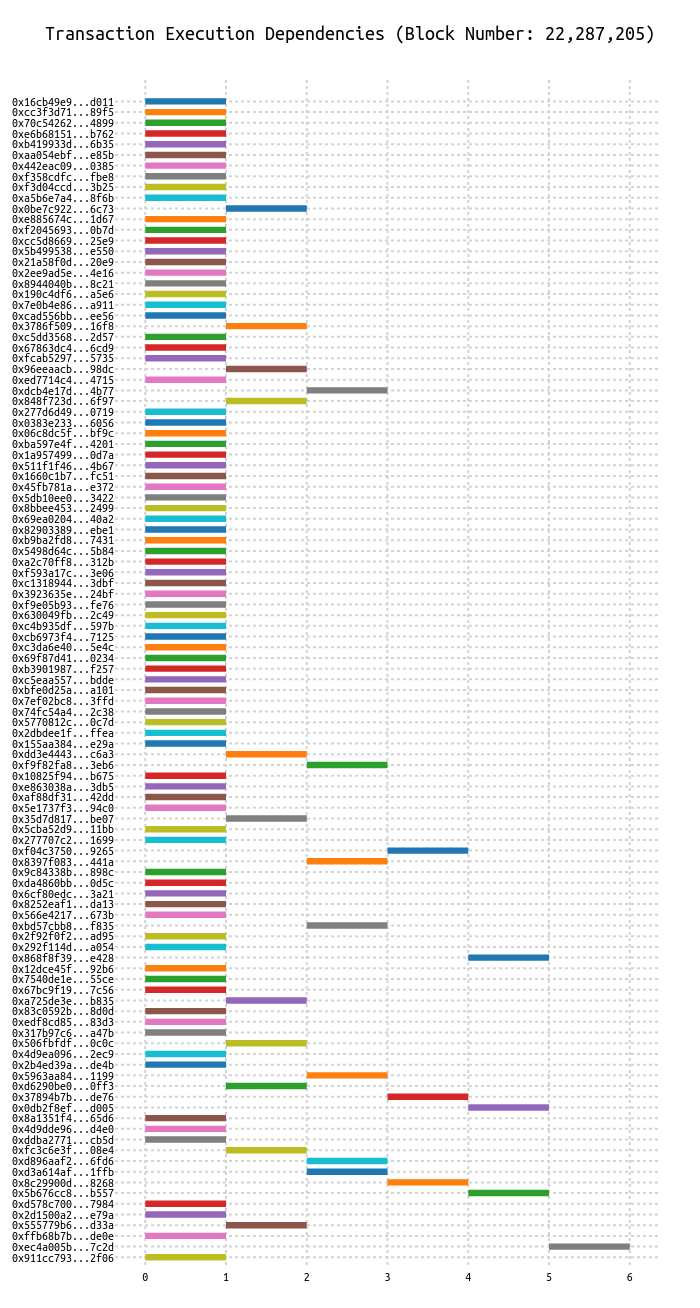 Transaction Execution Dependencies (Block Number: 22,287,205)
0x16cb49e9...d011
0xcc3f3d71...89f5
0x70c54262...4899
0xe6b68151...b762
0xb419933d...6b35
0xaa054ebf...e85b
0x442eac09...0385
0xf358cdfc...fbe8
0xf3d04ccd...3b25
0xa5b6e7a4...8f6b
0x0be7c922...6c73
0xe885674c...1d67
0xf2045693...0b7d
0xcc5d8669...25e9
0x5b499538...e550
0x21a58f0d...20e9
0x2ee9ad5e...4e16
0x8944040b...8c21
0x190c4df6...a5e6
0x7e0b4e86...a911
0xcad556bb...ee56
0x3786f509...16f8
0xc5dd3568...2d57
0x67863dc4...6cd9
0xfcab5297...5735
0x96eeaacb...98dc
0xed7714c4...4715
0xdcb4e17d...4b77
0x848f723d...6f97
0x277d6d49...0719
0x0383e233...6056
0x06c8dc5f...bf9c
0xba597e4f...4201
0x1a957499...0d7a
0x511f1f46...4b67
0x1660c1b7...fc51
0x45fb781a...e372
0x5db10ee0...3422
0x8bbee453...2499
0x69ea0204...40a2
0x82903389...ebe1
0xb9ba2fd8...7431
0x5498d64c...5b84
0xa2c70ff8...312b
0xf593a17c...3e06
0xc1318944...3dbf
0x3923635e...24bf
0xf9e05b93...fe76
0x630049fb...2c49
0xc4b935df...597b
0xcb6973f4...7125
0xc3da6e40...5e4c
0x69f87d41...0234
0xb3901987...f257
0xc5eaa557...bdde
0xbfe0d25a...a101
0x7ef02bc8...3ffd
0x74fc54a4...2c38
0x5770812c...0c7d
0x2dbdee1f...ffea
0x155aa384...e29a
0xdd3e4443...c6a3
0xf9f82fa8...3eb6
0x10825f94...b675
0xe863038a...3db5
0xaf88df31...42dd
0x5e1737f3...94c0
0x35d7d817...be07
0x5cba52d9...11bb
0x277707c2...1699
0xf04c3750...9265
0x8397f083...441a
0x9c84338b...898c
0xda4860bb...0d5c
0x6cf80edc...3a21
0x8252eaf1...da13
0x566e4217...673b
0xbd57cbb8...f835
0x2f92f0f2...ad95
0x292f114d...a054
0x868f8f39...e428
0x12dce45f...92b6
0x7540de1e...55ce
0x67bc9f19...7c56
0xa725de3e...b835
0x83c0592b...8d0d
0xedf8cd85...83d3
0x317b97c6...a47b
0x506fbfdf...0c0c
0x4d9ea096...2ec9
0x2b4ed39a...de4b
0x5963aa84...1199
0xd6290be0...0ff3
0x37894b7b...de76
0x0db2f8ef...d005
0x8a1351f4...65d6
0x4d9dde96...d4e0
0xddba2771...cb5d
0xfc3c6e3f...08e4
0xd896aaf2...6fd6
0xd3a614af...1ffb
0x8c29900d...8268
0x5b676cc8...b557
0xd578c700...7984
0x2d1500a2...e79a
0x555779b6...d33a
0xffb68b7b...de0e
0xec4a005b...7c2d
0x911cc793...2f06
0 1 2 3 4 5 6